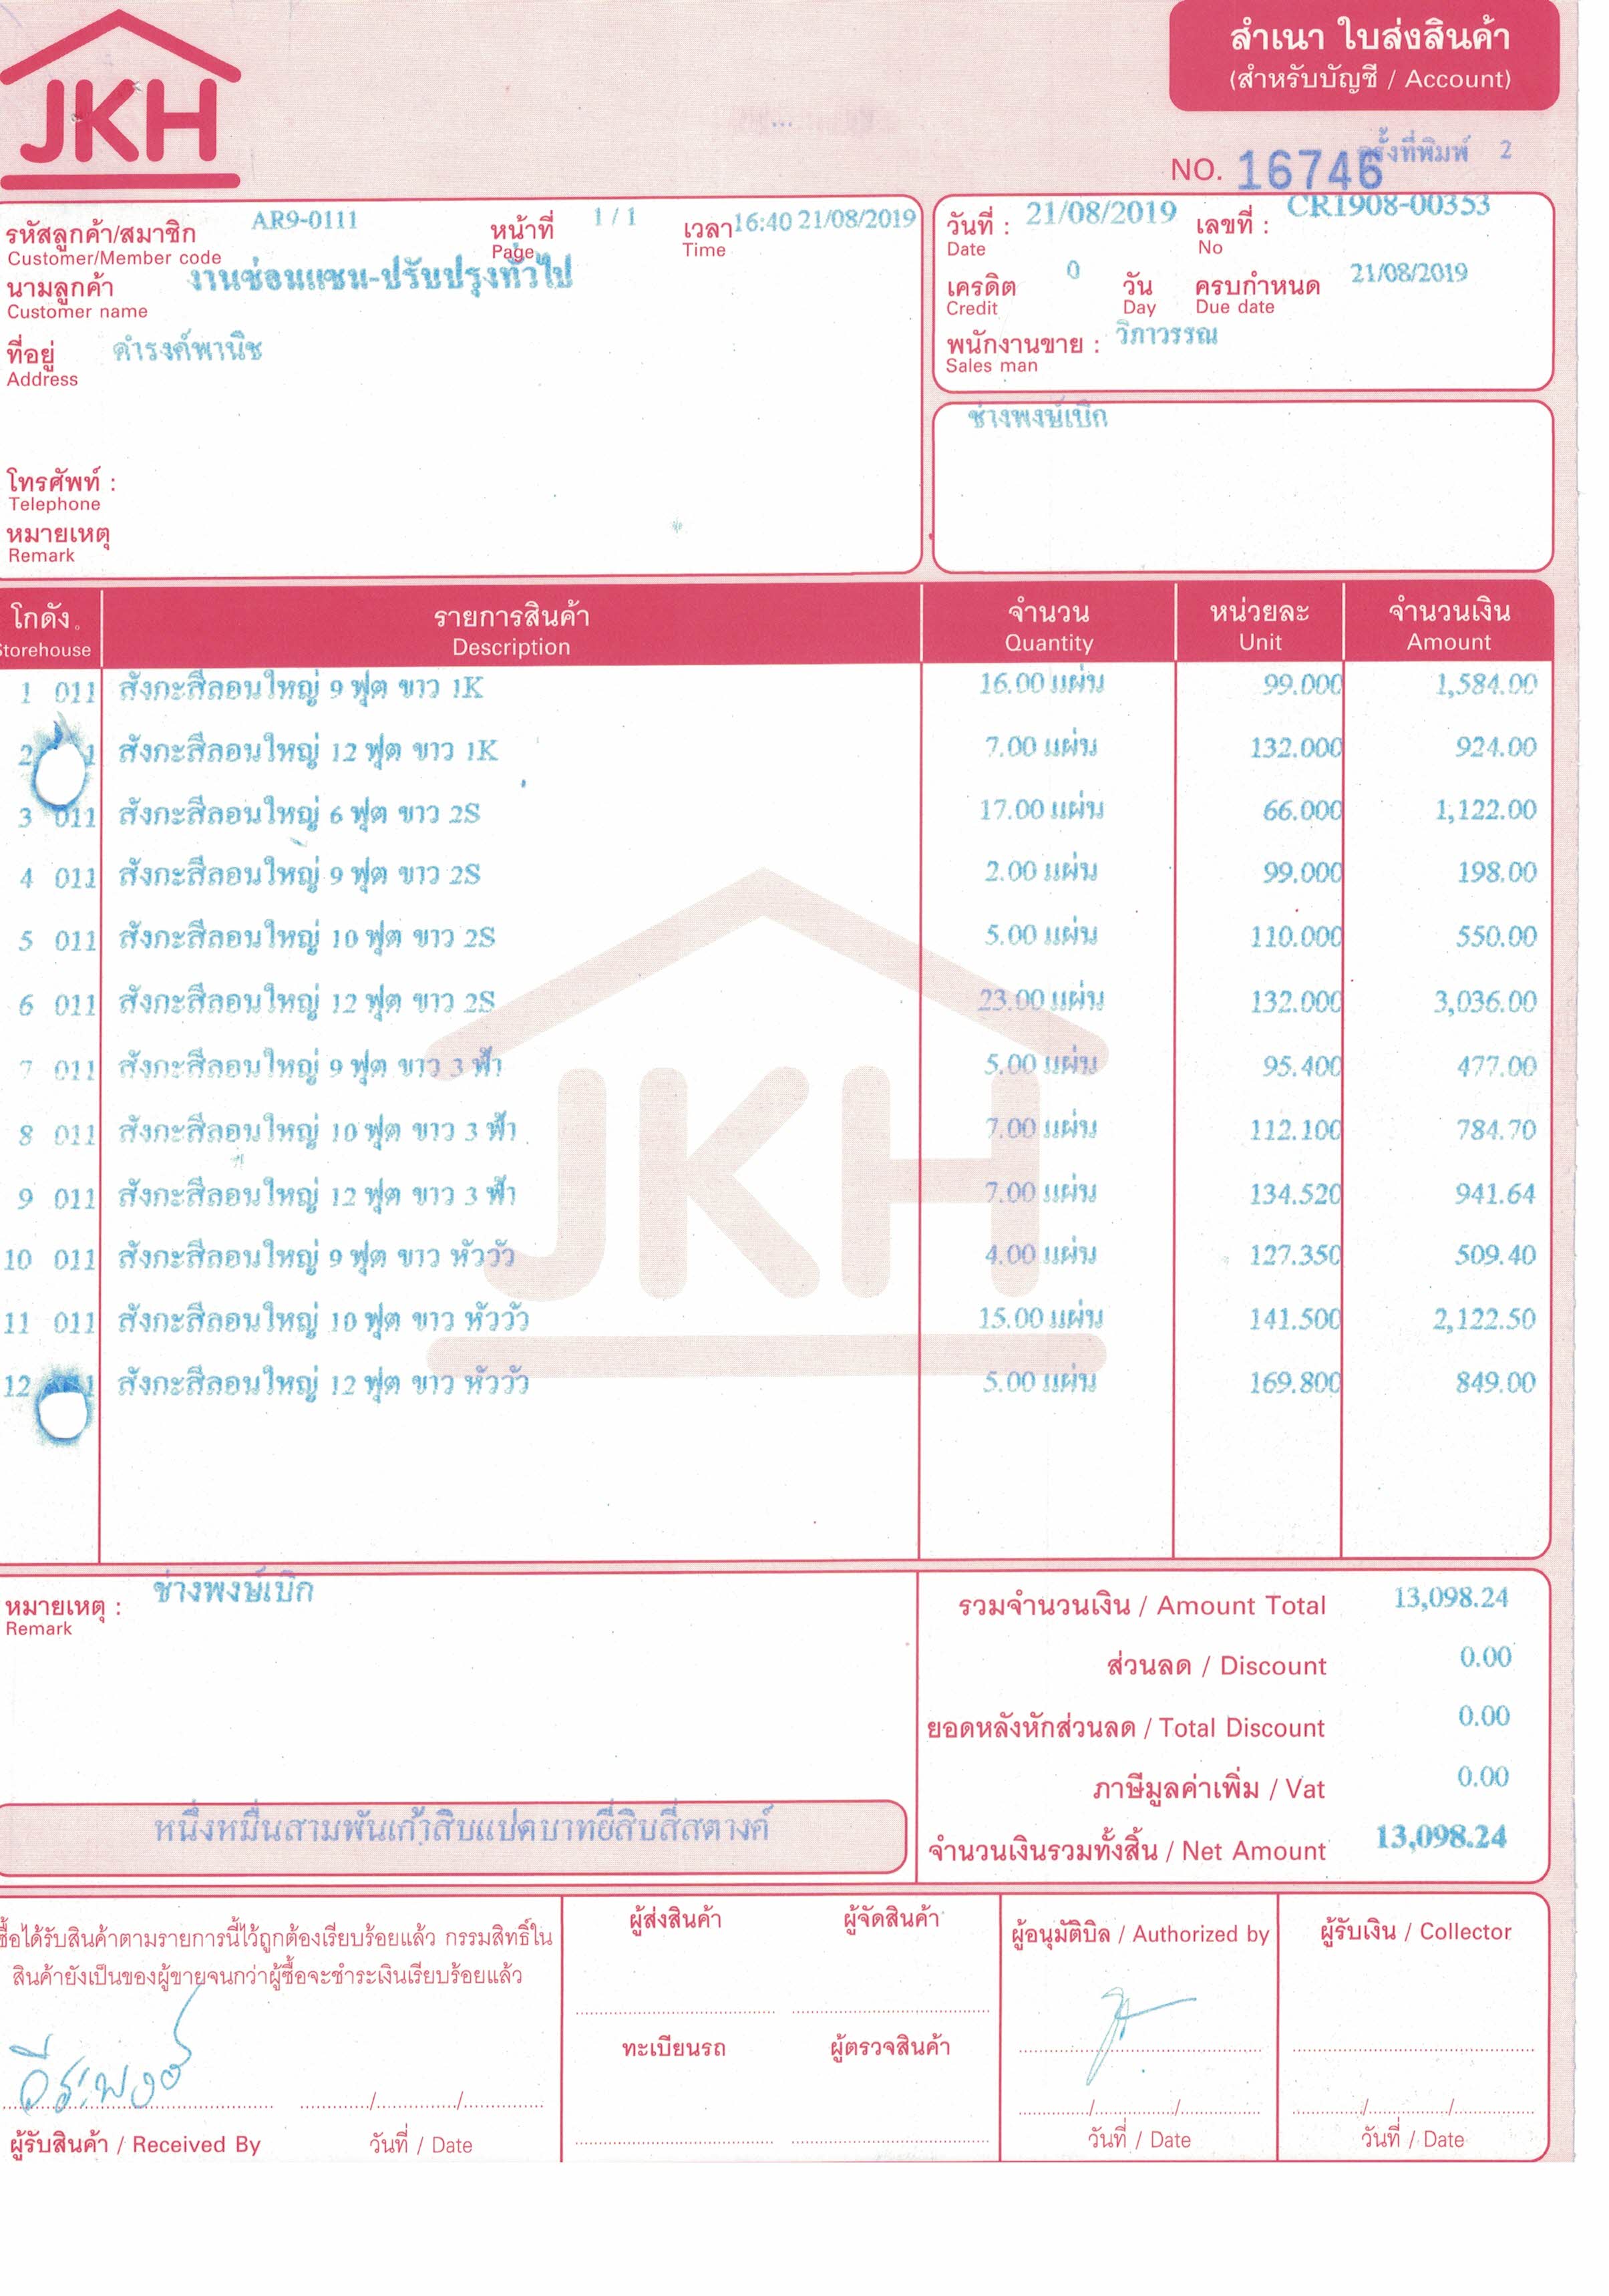 JKH
สำเนา ใบส่งสินค้า
(สำหรับบัญชี / Account)
ครั้งที่พิมพ์ 2
NO. 16746
รหัสลูกค้า/สมาชิก AR9-0111 หน้าที่ 1 / 1 เวลา 16:40 21/08/2019
Customer/Member code Page Time
นามลูกค้า งานซ่อมแซม-ปรับปรุงทั่วไป
Customer name
ที่อยู่ ดำรงค์พานิช
Address
โทรศัพท์ :
Telephone
หมายเหตุ
Remark
วันที่ : 21/08/2019 เลขที่ : CR1908-00353
Date No
เครดิต 0 วัน ครบกำหนด 21/08/2019
Credit Day Due date
พนักงานขาย : วิภาวรรณ
Sales man
ช่างพงษ์เบิก
โกดัง รายการสินค้า จำนวน หน่วยละ จำนวนเงิน
Storehouse Description Quantity Unit Amount
1 011 สังกะสีลอนใหญ่ 9 ฟุต ขาว 1K 16.00 แผ่น 99.000 1,584.00
2 1 สังกะสีลอนใหญ่ 12 ฟุต ขาว 1K 7.00 แผ่น 132.000 924.00
3 011 สังกะสีลอนใหญ่ 6 ฟุต ขาว 2S 17.00 แผ่น 66.000 1,122.00
4 011 สังกะสีลอนใหญ่ 9 ฟุต ขาว 2S 2.00 แผ่น 99.000 198.00
5 011 สังกะสีลอนใหญ่ 10 ฟุต ขาว 2S 5.00 แผ่น 110.000 550.00
6 011 สังกะสีลอนใหญ่ 12 ฟุต ขาว 2S 23.00 แผ่น 132.000 3,036.00
7 011 สังกะสีลอนใหญ่ 9 ฟุต ขาว 3 ฟ้า 5.00 แผ่น 95.400 477.00
8 011 สังกะสีลอนใหญ่ 10 ฟุต ขาว 3 ฟ้า 7.00 แผ่น 112.100 784.70
9 011 สังกะสีลอนใหญ่ 12 ฟุต ขาว 3 ฟ้า 7.00 แผ่น 134.520 941.64
10 011 สังกะสีลอนใหญ่ 9 ฟุต ขาว หัววัว 4.00 แผ่น 127.350 509.40
11 011 สังกะสีลอนใหญ่ 10 ฟุต ขาว หัววัว 15.00 แผ่น 141.500 2,122.50
12 สังกะสีลอนใหญ่ 12 ฟุต ขาว หัววัว 5.00 แผ่น 169.800 849.00
JKH
หมายเหตุ : ช่างพงษ์เบิก
Remark
รวมจำนวนเงิน / Amount Total 13,098.24
ส่วนลด / Discount 0.00
ยอดหลังหักส่วนลด / Total Discount 0.00
ภาษีมูลค่าเพิ่ม / Vat 0.00
หนึ่งหมื่นสามพันเก้าสิบแปดบาทยี่สิบสี่สตางค์
จำนวนเงินรวมทั้งสิ้น / Net Amount 13,098.24
ซื้อได้รับสินค้าตามรายการนี้ไว้ถูกต้องเรียบร้อยแล้ว กรรมสิทธิ์ใน
สินค้ายังเป็นของผู้ขายจนกว่าผู้ซื้อจะชำระเงินเรียบร้อยแล้ว
ผู้รับสินค้า / Received By วันที่ / Date
ผู้ส่งสินค้า ผู้จัดสินค้า
ทะเบียนรถ ผู้ตรวจสินค้า
ผู้อนุมัติบิล / Authorized by
วันที่ / Date
ผู้รับเงิน / Collector
วันที่ / Date